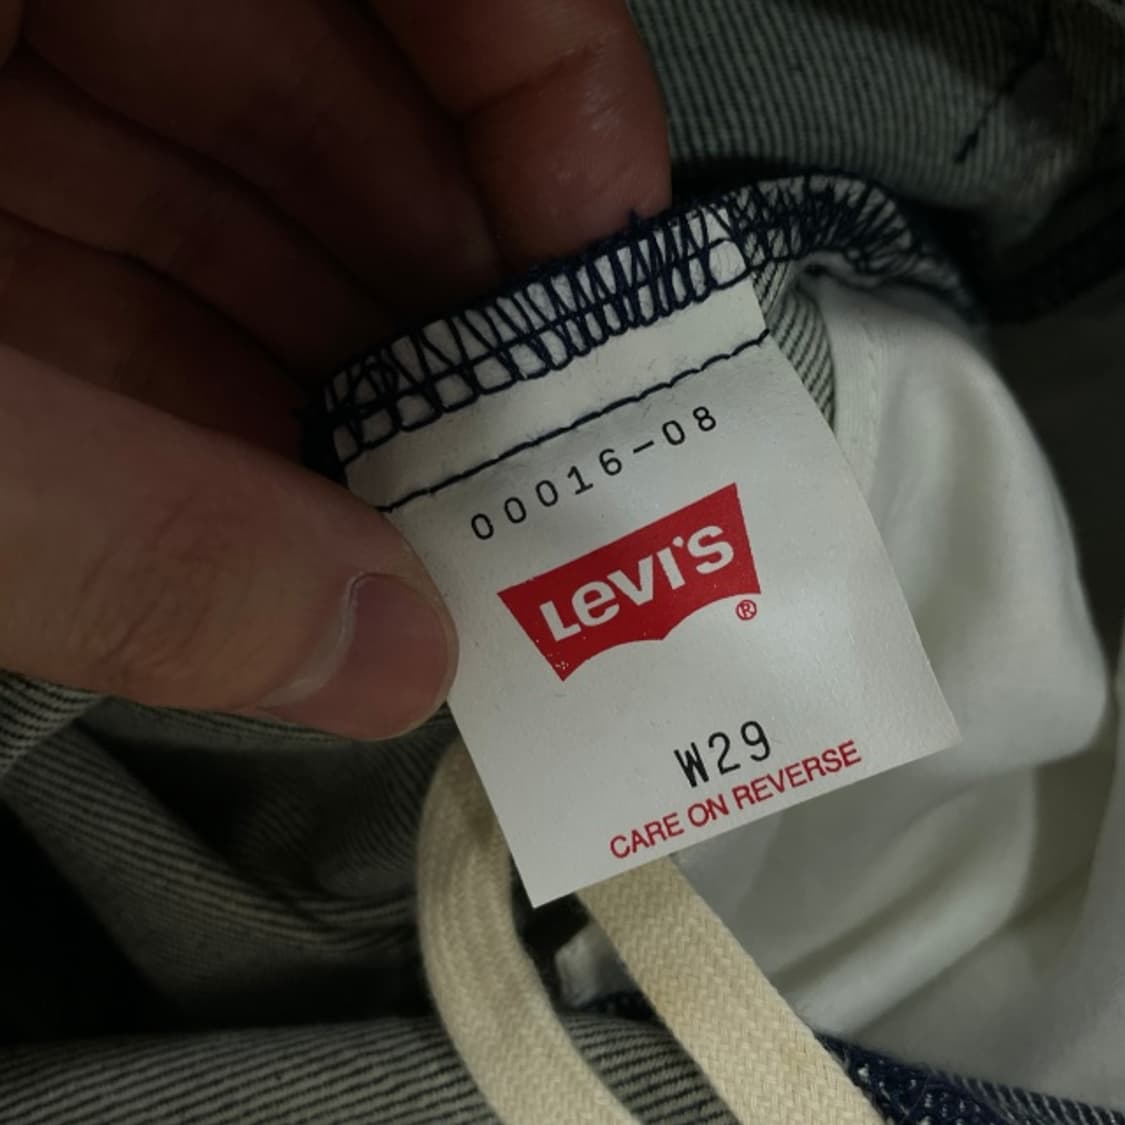 00016-08
Levi's
®
W29
CARE ON REVERSE